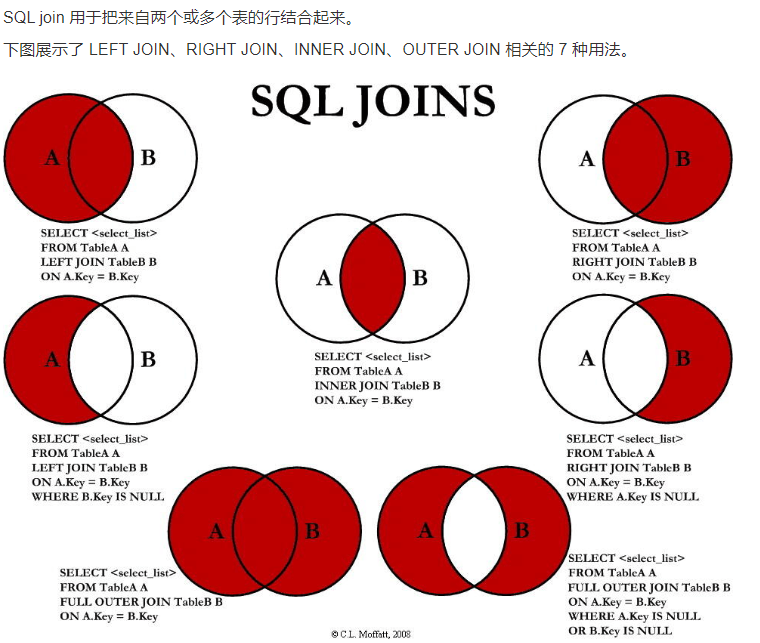 SQL join 用于把来自两个或多个表的行结合起来。
下图展示了 LEFT JOIN、RIGHT JOIN、INNER JOIN、OUTER JOIN 相关的 7 种用法。
SQL JOINS
A B
SELECT <select_list>
FROM TableA A
LEFT JOIN TableB B
ON A.Key = B.Key
A B
SELECT <select_list>
FROM TableA A
RIGHT JOIN TableB B
ON A.Key = B.Key
A B
SELECT <select_list>
FROM TableA A
INNER JOIN TableB B
ON A.Key = B.Key
A B
SELECT <select_list>
FROM TableA A
LEFT JOIN TableB B
ON A.Key = B.Key
WHERE B.Key IS NULL
A B
SELECT <select_list>
FROM TableA A
RIGHT JOIN TableB B
ON A.Key = B.Key
WHERE A.Key IS NULL
A B
SELECT <select_list>
FROM TableA A
FULL OUTER JOIN TableB B
ON A.Key = B.Key
A B
SELECT <select_list>
FROM TableA A
FULL OUTER JOIN TableB B
ON A.Key = B.Key
WHERE A.Key IS NULL
OR B.Key IS NULL
© C.L. Moffatt, 2008